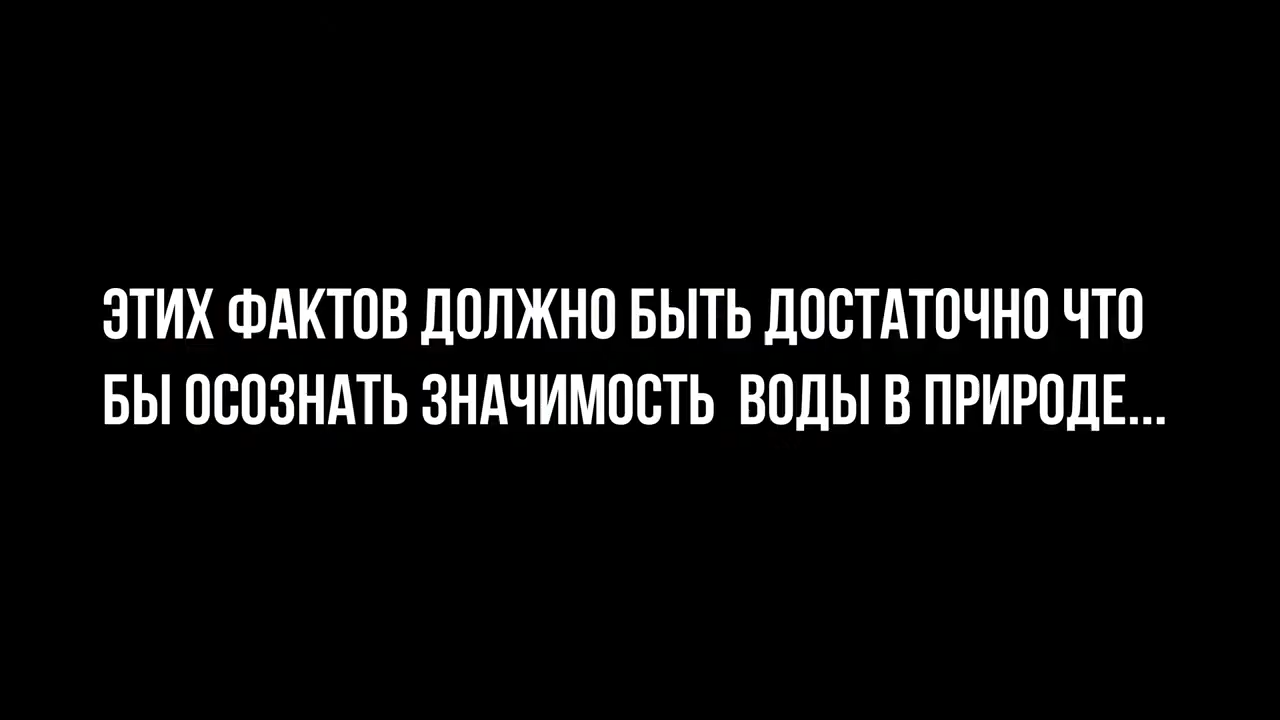 ЭТИХ ФАКТОВ ДОЛЖНО БЫТЬ ДОСТАТОЧНО ЧТО
БЫ ОСОЗНАТЬ ЗНАЧИМОСТЬ  ВОДЫ В ПРИРОДЕ...